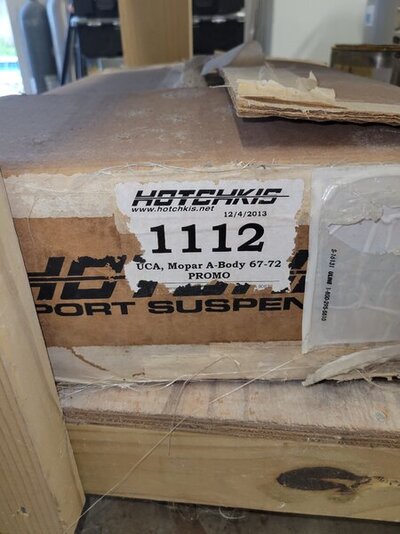 HOTCHKIS
www.hotchkis.net
12/4/2013
1112
UCA, Mopar A-Body 67-72
PROMO
PORT SUSPEN